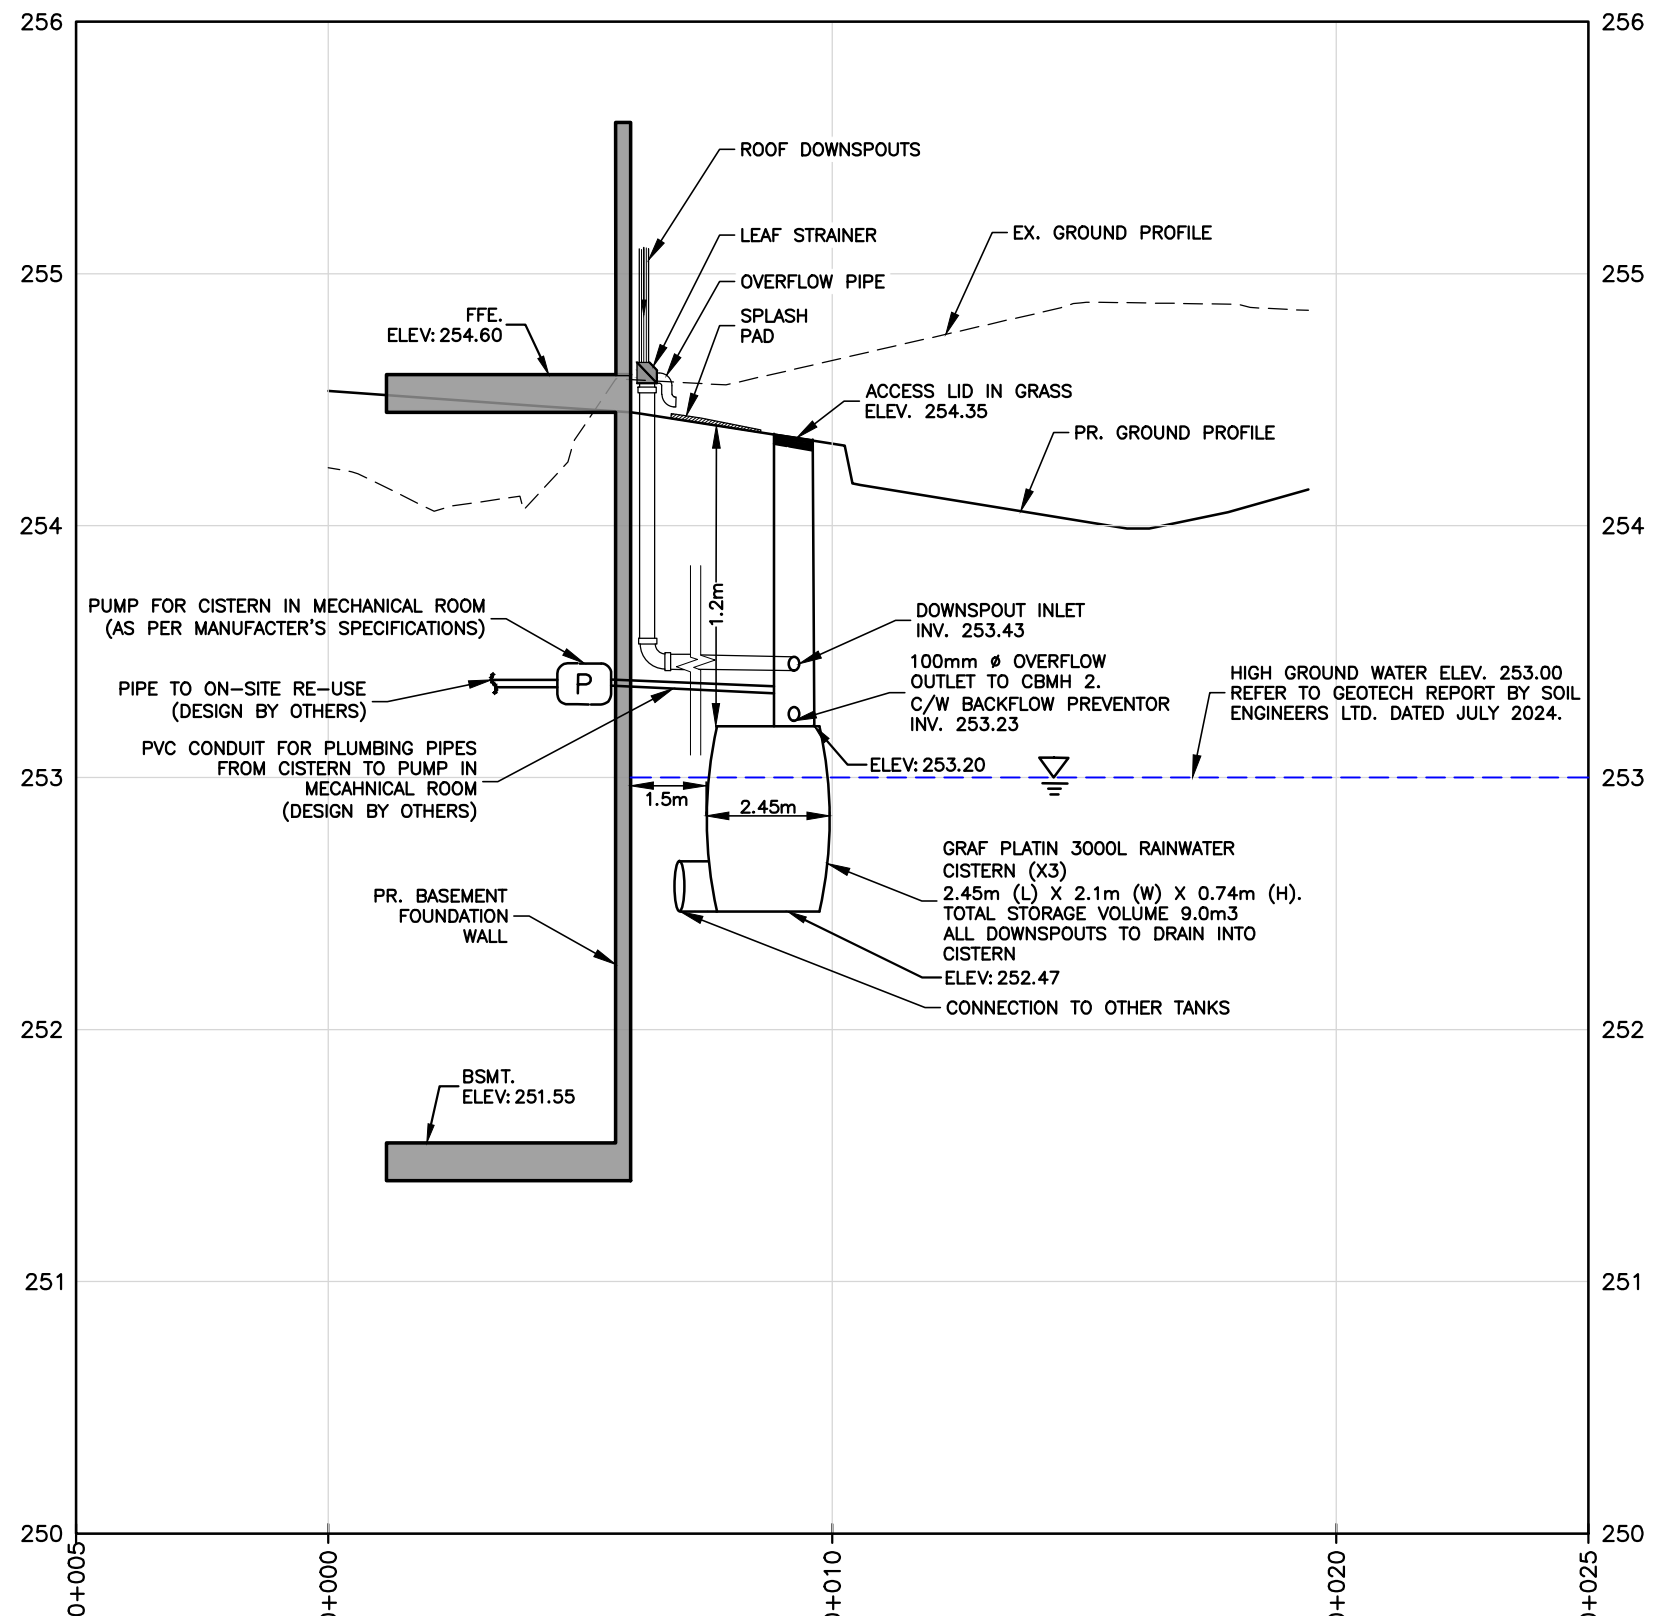 256
256
ROOF DOWNSPOUTS
LEAF STRAINER
EX. GROUND PROFILE
255
255
OVERFLOW PIPE
FFE.
ELEV: 254.60
SPLASH
PAD
ACCESS LID IN GRASS
ELEV. 254.35
PR. GROUND PROFILE
254
254
1.2m
PUMP FOR CISTERN IN MECHANICAL ROOM
(AS PER MANUFACTER'S SPECIFICATIONS)
DOWNSPOUT INLET
INV. 253.43
100mm Ø OVERFLOW
OUTLET TO CBMH 2.
C/W BACKFLOW PREVENTOR
INV. 253.23
HIGH GROUND WATER ELEV. 253.00
REFER TO GEOTECH REPORT BY SOIL
ENGINEERS LTD. DATED JULY 2024.
P
PIPE TO ON-SITE RE-USE
(DESIGN BY OTHERS)
PVC CONDUIT FOR PLUMBING PIPES
FROM CISTERN TO PUMP IN
MECAHNICAL ROOM
(DESIGN BY OTHERS)
ELEV: 253.20
253
253
1.5m
2.45m
GRAF PLATIN 3000L RAINWATER
CISTERN (X3)
2.45m (L) X 2.1m (W) X 0.74m (H).
TOTAL STORAGE VOLUME 9.0m3
ALL DOWNSPOUTS TO DRAIN INTO
CISTERN
ELEV: 252.47
CONNECTION TO OTHER TANKS
PR. BASEMENT
FOUNDATION
WALL
252
252
BSMT.
ELEV: 251.55
251
251
250
250
0+005
0+000
0+010
0+020
0+025